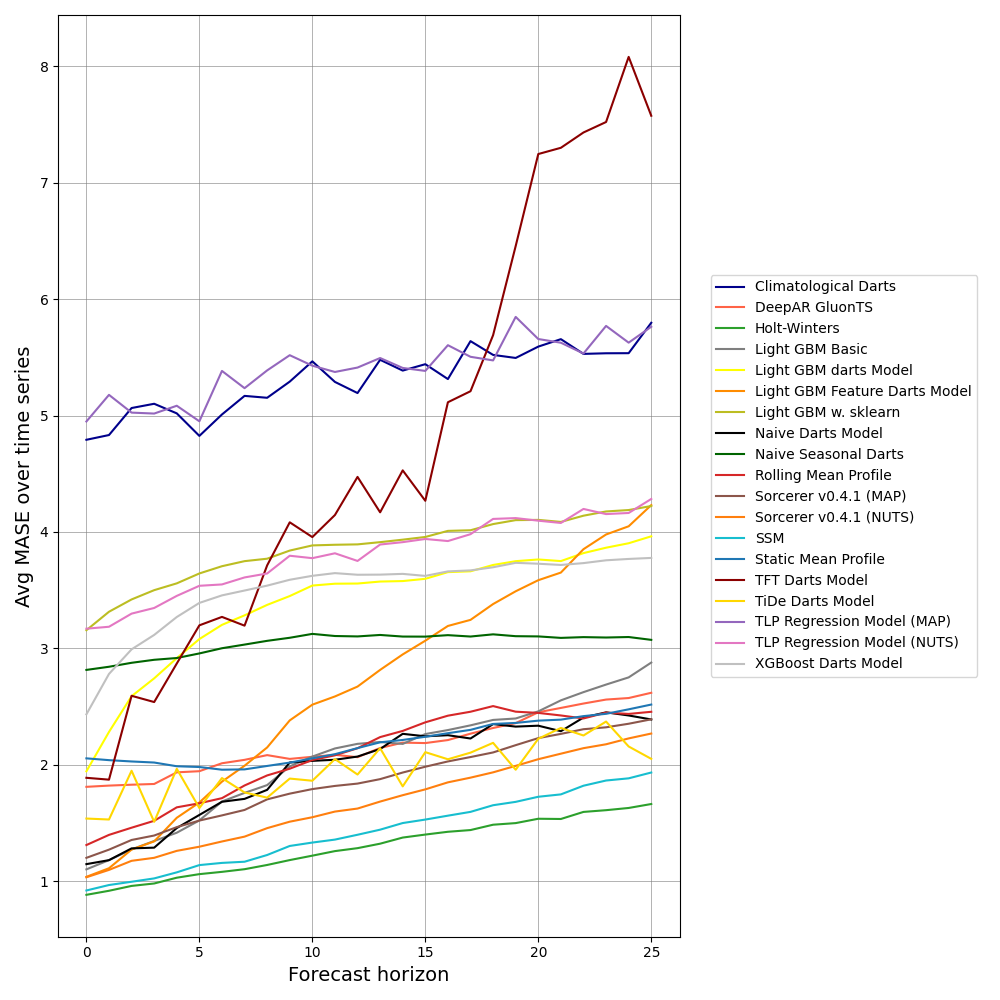 Avg MASE over time series
8
7
6
5
4
3
2
1
0 5 10 15 20 25
Forecast horizon
Climatological Darts
DeepAR GluonTS
Holt-Winters
Light GBM Basic
Light GBM darts Model
Light GBM Feature Darts Model
Light GBM w. sklearn
Naive Darts Model
Naive Seasonal Darts
Rolling Mean Profile
Sorcerer v0.4.1 (MAP)
Sorcerer v0.4.1 (NUTS)
SSM
Static Mean Profile
TFT Darts Model
TiDe Darts Model
TLP Regression Model (MAP)
TLP Regression Model (NUTS)
XGBoost Darts Model